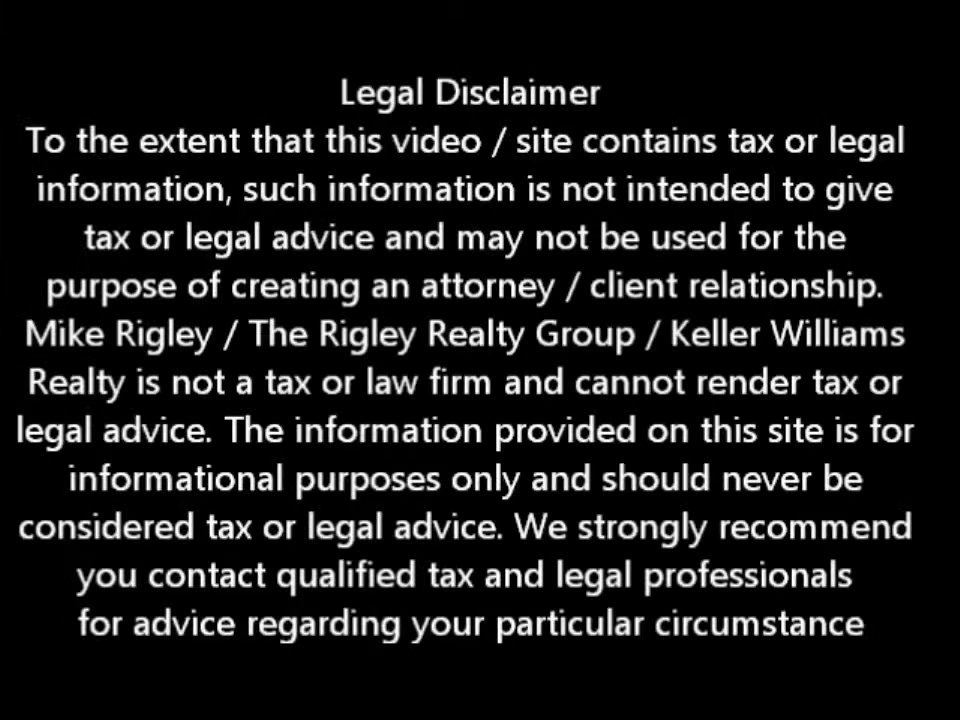 Legal Disclaimer
To the extent that this video / site contains tax or legal
information, such information is not intended to give
tax or legal advice and may not be used for the
purpose of creating an attorney / client relationship.
Mike Rigley / The Rigley Realty Group / Keller Williams
Realty is not a tax or law firm and cannot render tax or
legal advice. The information provided on this site is for
informational purposes only and should never be
considered tax or legal advice. We strongly recommend
you contact qualified tax and legal professionals
for advice regarding your particular circumstance